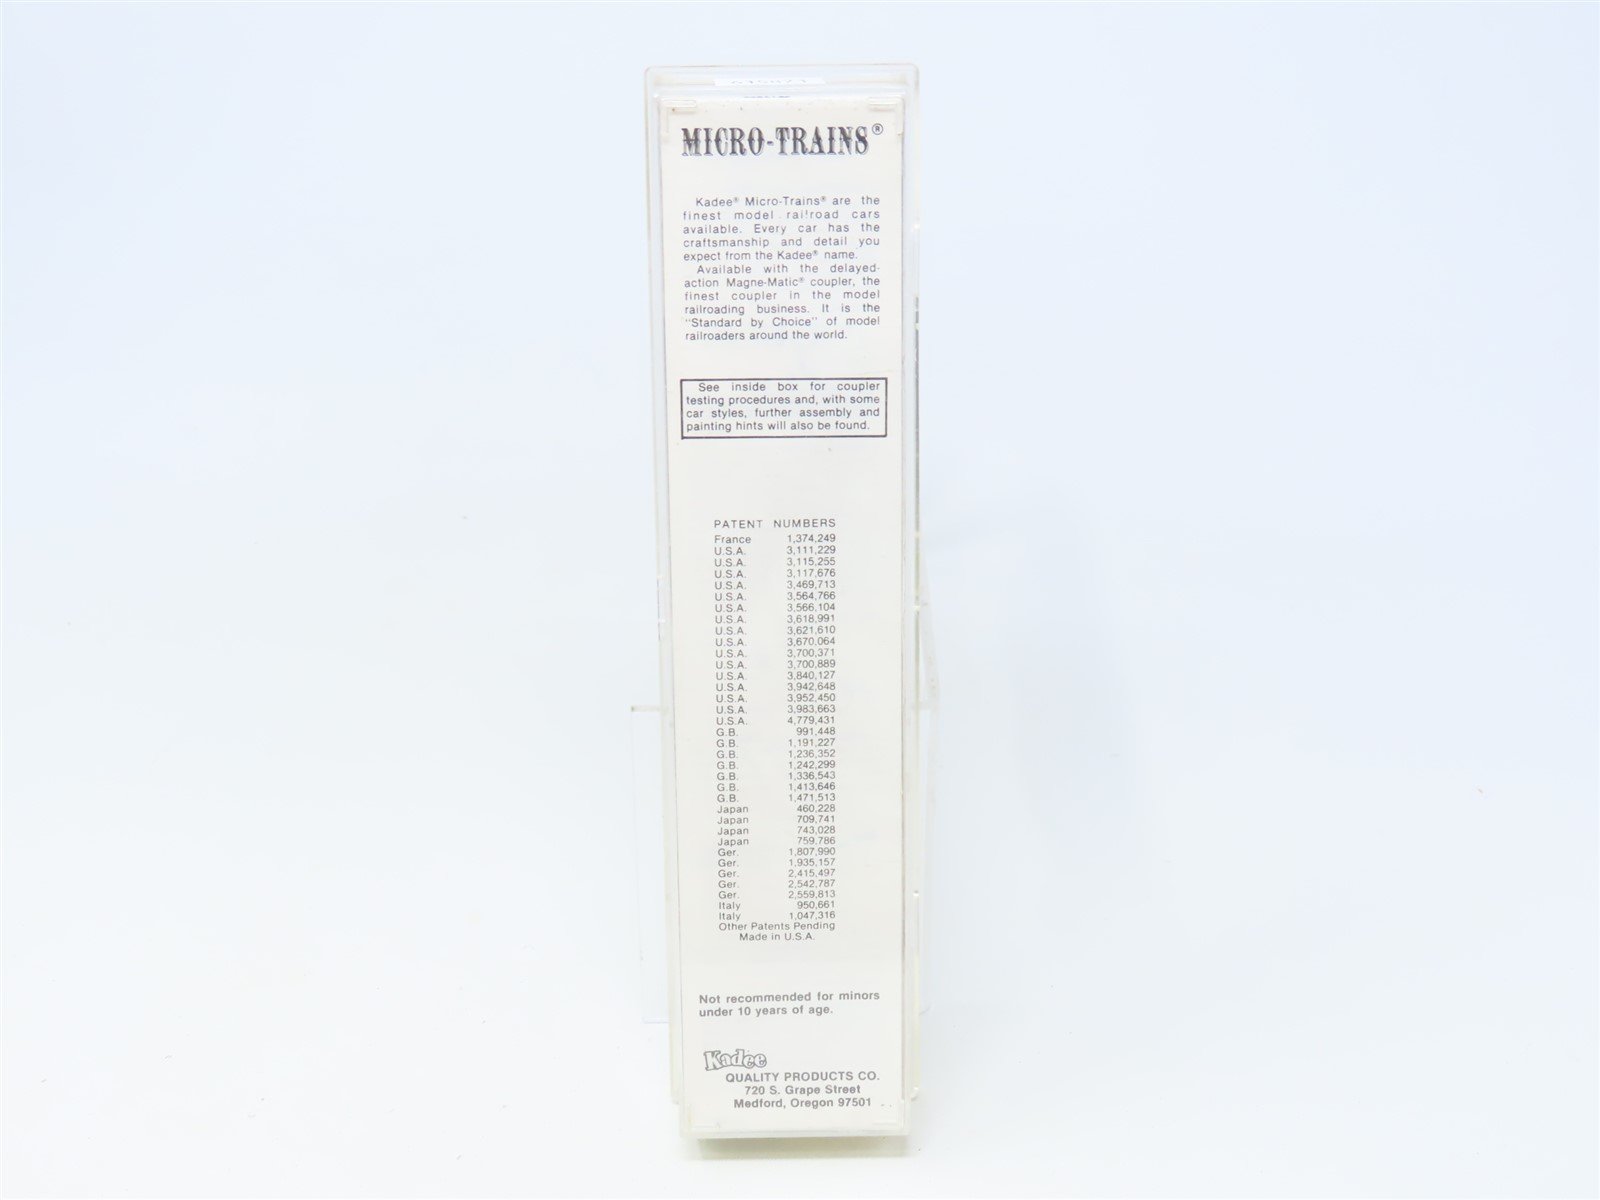 MICRO-TRAINS®
Kadee® Micro-Trains® are the
finest model railroad cars
available. Every car has the
craftsmanship and detail you
expect from the Kadee® name.
Available with the delayed-
action Magne-Matic® coupler, the
finest coupler in the model
railroading business. It is the
"Standard by Choice" of model
railroaders around the world.
See inside box for coupler
testing procedures and, with some
car styles, further assembly and
painting hints will also be found.
PATENT NUMBERS
France 1,374,249
U.S.A. 3,111,229
U.S.A. 3,115,255
U.S.A. 3,117,676
U.S.A. 3,469,713
U.S.A. 3,564,766
U.S.A. 3,566,104
U.S.A. 3,618,991
U.S.A. 3,621,610
U.S.A. 3,670,064
U.S.A. 3,700,371
U.S.A. 3,700,889
U.S.A. 3,840,127
U.S.A. 3,942,648
U.S.A. 3,952,450
U.S.A. 3,983,663
U.S.A. 4,779,431
G.B. 991,448
G.B. 1,191,227
G.B. 1,236,352
G.B. 1,242,299
G.B. 1,336,543
G.B. 1,413,646
G.B. 1,471,513
Japan 460,228
Japan 709,741
Japan 743,028
Japan 759,786
Ger. 1,807,990
Ger. 1,935,157
Ger. 2,415,497
Ger. 2,542,787
Ger. 2,559,813
Italy 950,661
Italy 1,047,316
Other Patents Pending
Made in U.S.A.
Not recommended for minors
under 10 years of age.
Kadee
QUALITY PRODUCTS CO.
720 S. Grape Street
Medford, Oregon 97501